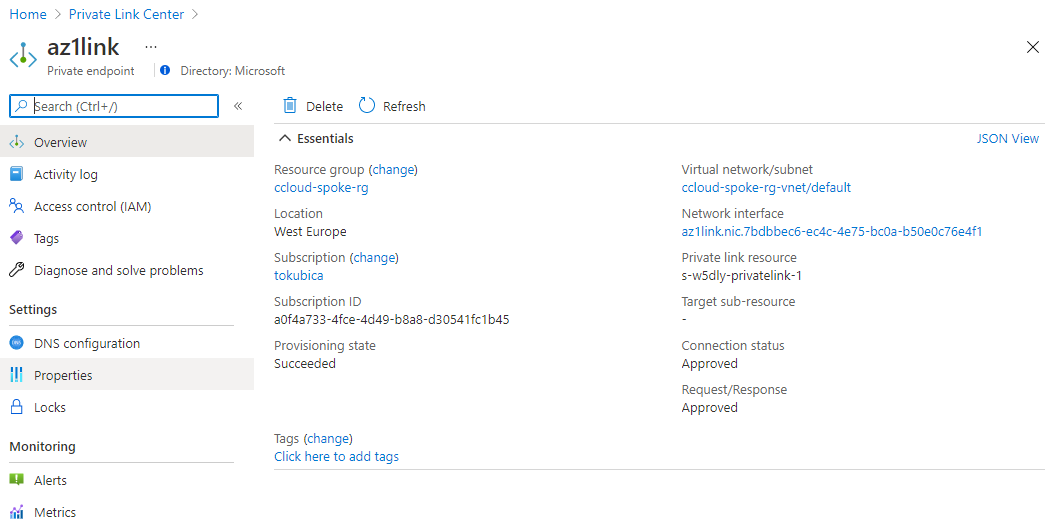 Home > Private Link Center >
az1link ...
Private endpoint | Directory: Microsoft
Search (Ctrl+/)
«
Overview
Activity log
Access control (IAM)
Tags
Diagnose and solve problems
Settings
DNS configuration
Properties
Locks
Monitoring
Alerts
Metrics
Delete Refresh
Essentials JSON View
Resource group (change)
ccloud-spoke-rg
Location
West Europe
Subscription (change)
tokubica
Subscription ID
a0f4a733-4fce-4d49-b8a8-d30541fc1b45
Provisioning state
Succeeded
Virtual network/subnet
ccloud-spoke-rg-vnet/default
Network interface
az1link.nic.7bdbbec6-ec4c-4e75-bc0a-b50e0c76e4f1
Private link resource
s-w5dly-privatelink-1
Target sub-resource
-
Connection status
Approved
Request/Response
Approved
Tags (change)
Click here to add tags